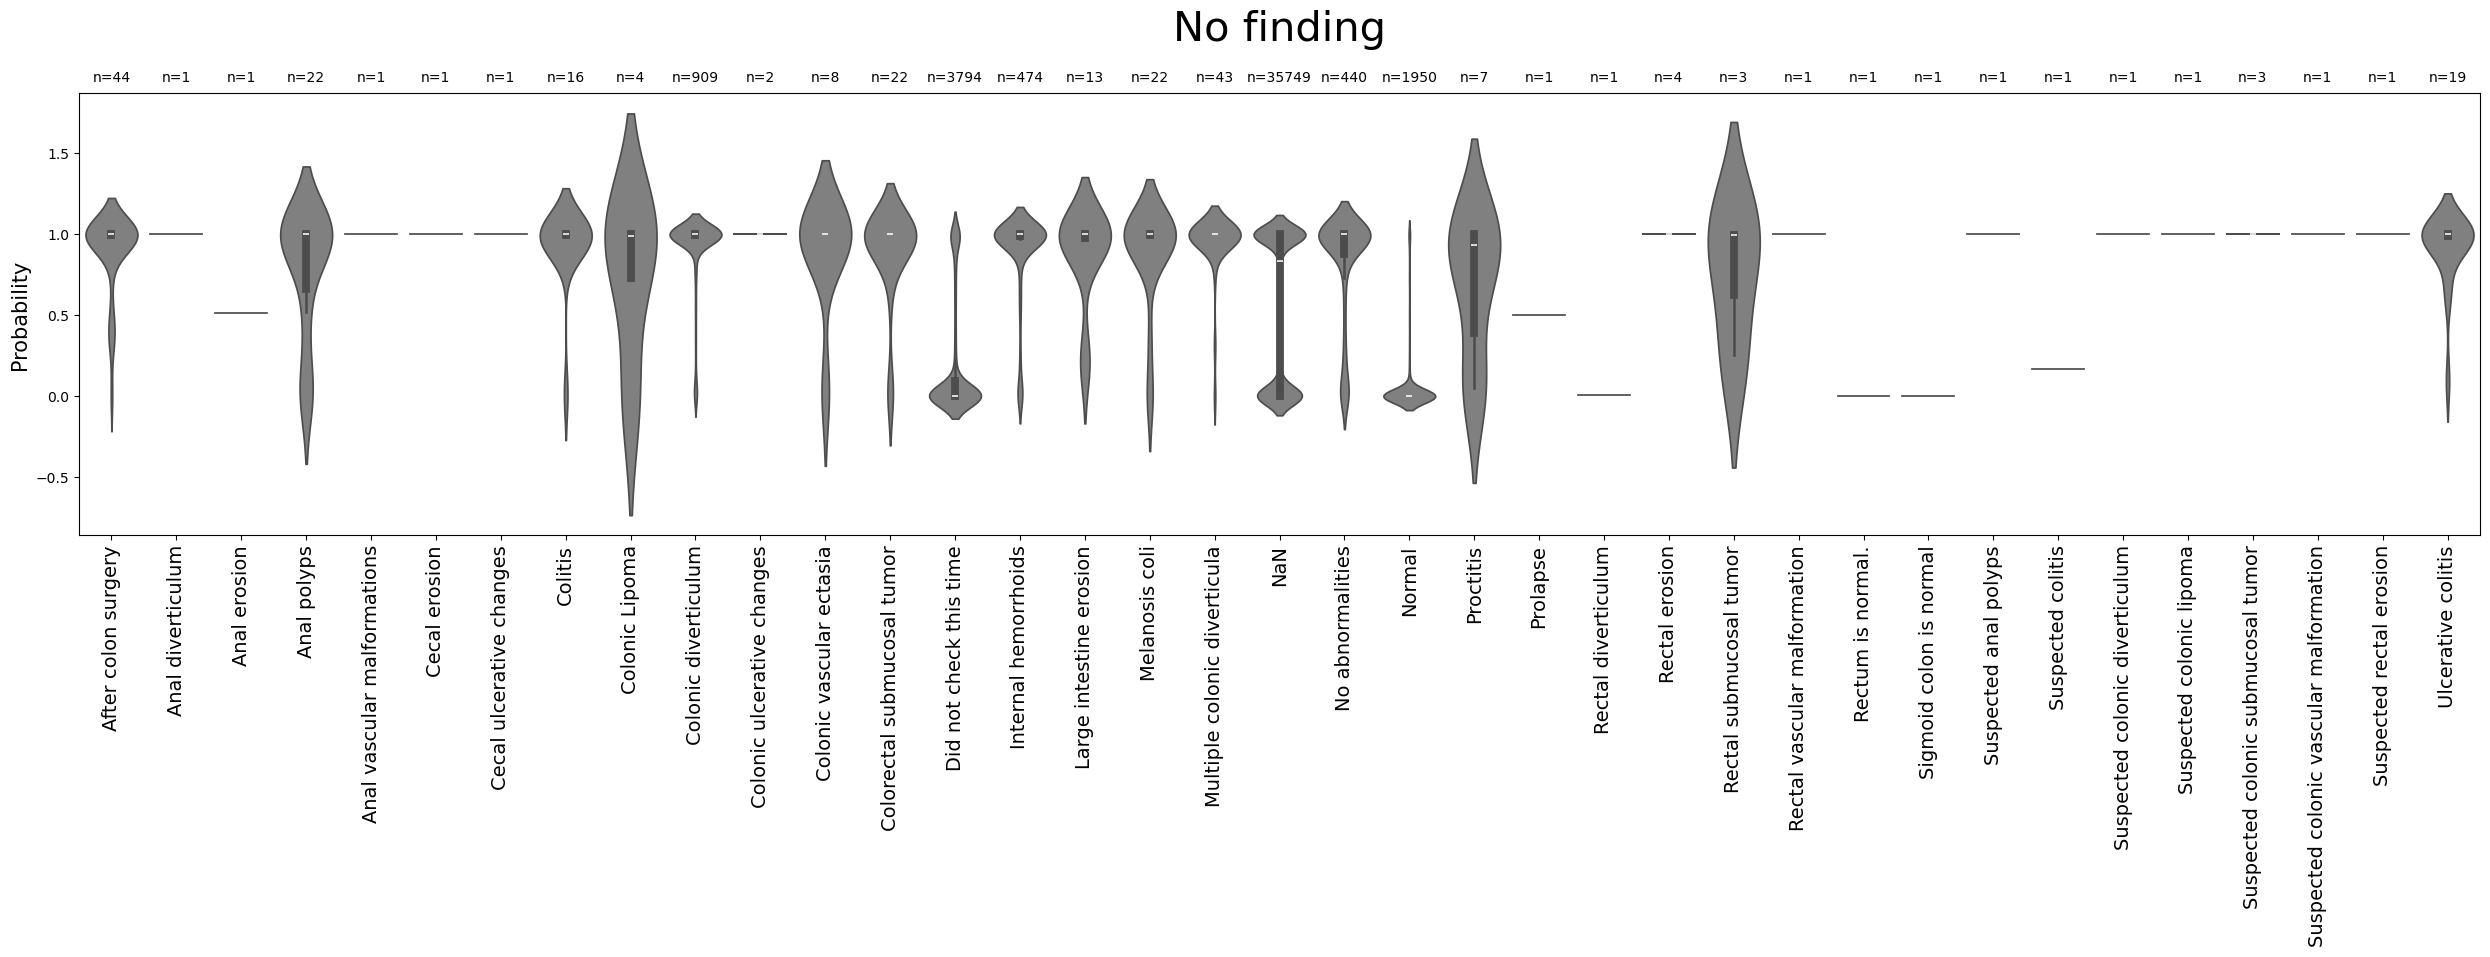 No finding
n=44 n=1 n=1 n=22 n=1 n=1 n=1 n=16 n=4 n=909 n=2 n=8 n=22 n=3794 n=474 n=13 n=22 n=43 n=35749 n=440 n=1950 n=7 n=1 n=1 n=4 n=3 n=1 n=1 n=1 n=1 n=1 n=1 n=1 n=3 n=1 n=1 n=19
Probability
1.5
1.0
0.5
0.0
−0.5
After colon surgery
Anal diverticulum
Anal erosion
Anal polyps
Anal vascular malformations
Cecal erosion
Cecal ulcerative changes
Colitis
Colonic Lipoma
Colonic diverticulum
Colonic ulcerative changes
Colonic vascular ectasia
Colorectal submucosal tumor
Did not check this time
Internal hemorrhoids
Large intestine erosion
Melanosis coli
Multiple colonic diverticula
NaN
No abnormalities
Normal
Proctitis
Prolapse
Rectal diverticulum
Rectal erosion
Rectal submucosal tumor
Rectal vascular malformation
Rectum is normal.
Sigmoid colon is normal
Suspected anal polyps
Suspected colitis
Suspected colonic diverticulum
Suspected colonic lipoma
Suspected colonic submucosal tumor
Suspected colonic vascular malformation
Suspected rectal erosion
Ulcerative colitis